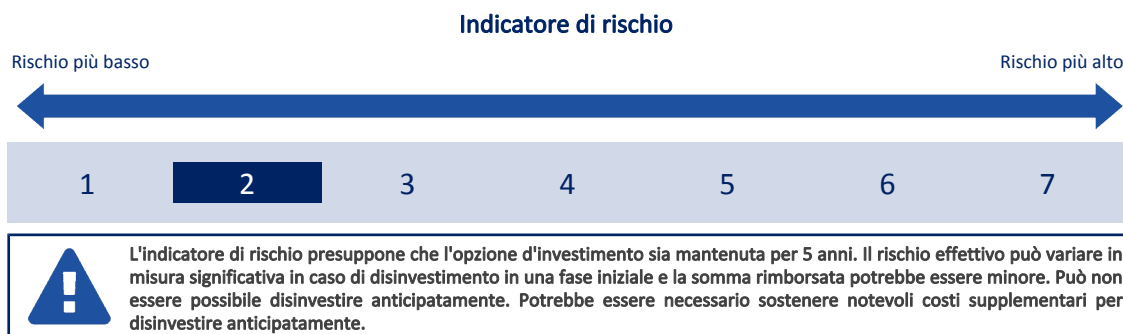 Indicatore di rischio
Rischio più basso
Rischio più alto
1 2 3 4 5 6 7
L'indicatore di rischio presuppone che l'opzione d'investimento sia mantenuta per 5 anni. Il rischio effettivo può variare in
misura significativa in caso di disinvestimento in una fase iniziale e la somma rimborsata potrebbe essere minore. Può non
essere possibile disinvestire anticipatamente. Potrebbe essere necessario sostenere notevoli costi supplementari per
disinvestire anticipatamente.